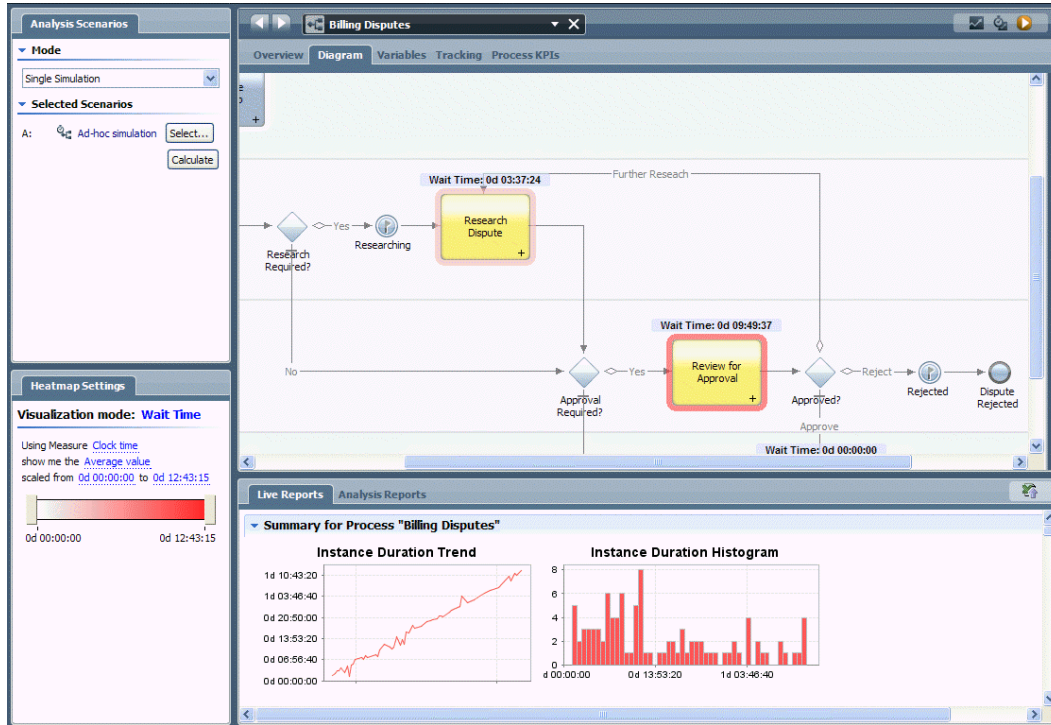 Analysis Scenarios
Mode
Single Simulation
Selected Scenarios
A: Ad-hoc simulation Select...
Calculate
Heatmap Settings
Visualization mode: Wait Time
Using Measure Clock time
show me the Average value
scaled from 0d 00:00:00 to 0d 12:43:15
0d 00:00:00 0d 12:43:15
Billing Disputes
Overview Diagram Variables Tracking Process KPIs
Wait Time: 0d 03:37:24
Further Reseach
Research
Dispute
Yes
Researching
Research
Required?
Wait Time: 0d 09:49:37
No
Yes
Review for
Approval
Reject
Approval
Required?
Approved?
Rejected
Dispute
Rejected
Approve
Wait Time: 0d 00:00:00
Live Reports Analysis Reports
Summary for Process "Billing Disputes"
Instance Duration Trend
1d 10:43:20
1d 03:46:40
0d 20:50:00
0d 13:53:20
0d 06:56:40
0d 00:00:00
Instance Duration Histogram
8
6
4
2
0
d 00:00:00 0d 13:53:20 1d 03:46:40